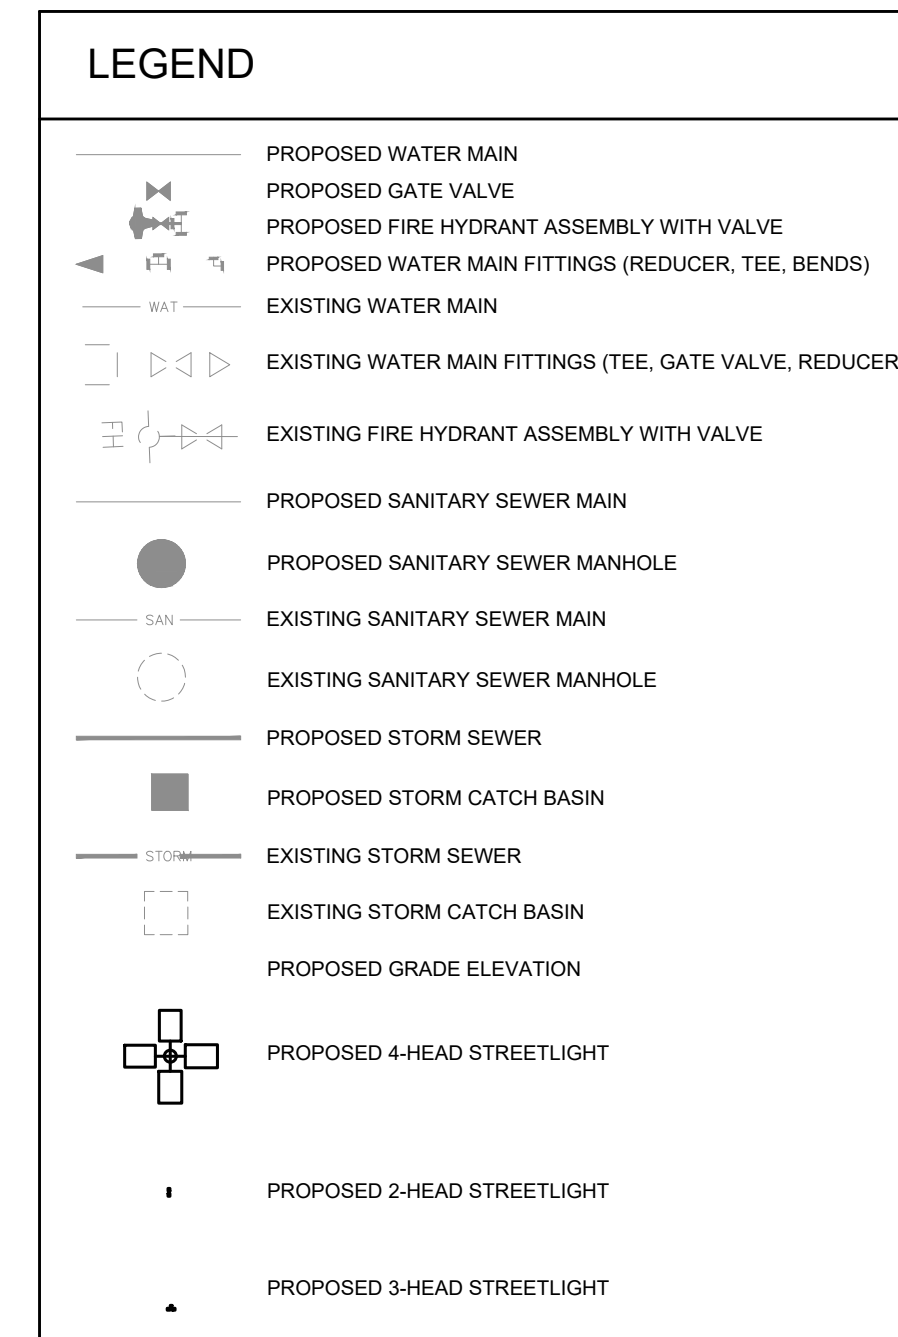 LEGEND
PROPOSED WATER MAIN
PROPOSED GATE VALVE
PROPOSED FIRE HYDRANT ASSEMBLY WITH VALVE
PROPOSED WATER MAIN FITTINGS (REDUCER, TEE, BENDS)
WAT EXISTING WATER MAIN
EXISTING WATER MAIN FITTINGS (TEE, GATE VALVE, REDUCER
FH EXISTING FIRE HYDRANT ASSEMBLY WITH VALVE
PROPOSED SANITARY SEWER MAIN
PROPOSED SANITARY SEWER MANHOLE
SAN EXISTING SANITARY SEWER MAIN
EXISTING SANITARY SEWER MANHOLE
PROPOSED STORM SEWER
PROPOSED STORM CATCH BASIN
STORM EXISTING STORM SEWER
EXISTING STORM CATCH BASIN
PROPOSED GRADE ELEVATION
PROPOSED 4-HEAD STREETLIGHT
PROPOSED 2-HEAD STREETLIGHT
PROPOSED 3-HEAD STREETLIGHT